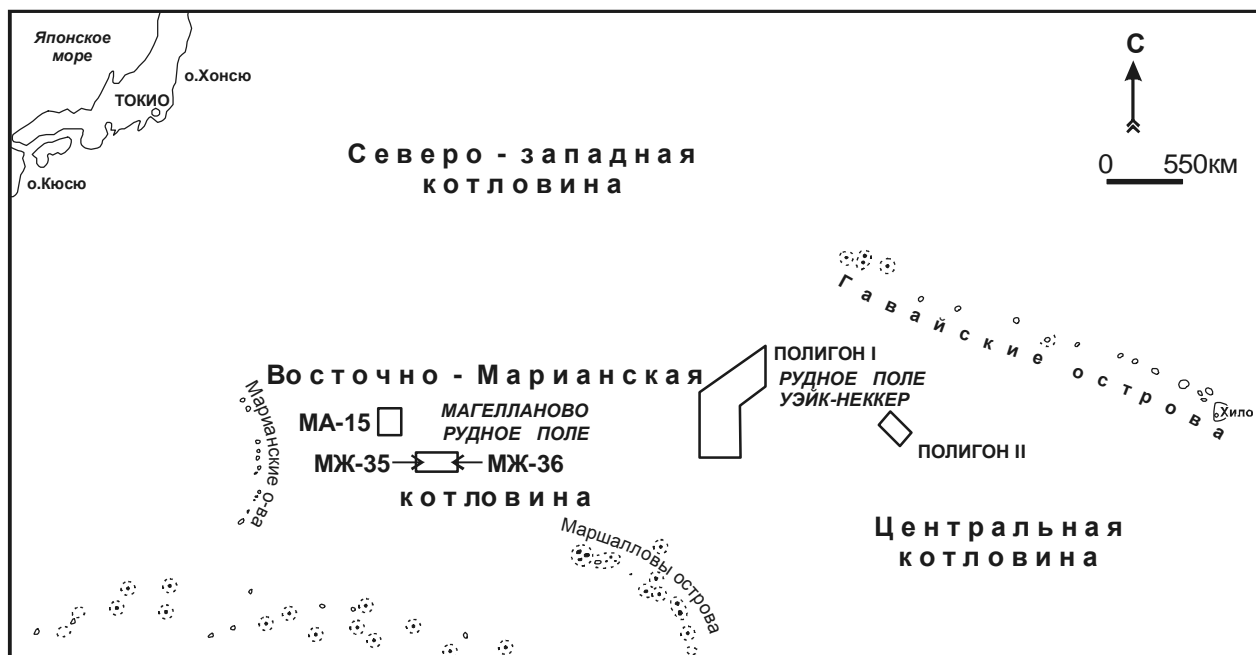 Японское
море
о.Хонсю
ТОКИО
о.Кюсю
Северо - западная
котловина
С
0 550км
Гавайские острова
Хило
ПОЛИГОН I
РУДНОЕ ПОЛЕ
УЭЙК-НЕККЕР
ПОЛИГОН II
Восточно - Марианская
Марианские о-ва
МА-15
МАГЕЛЛАНОВО
РУДНОЕ ПОЛЕ
МЖ-35
МЖ-36
котловина
Маршалловы острова
Центральная
котловина